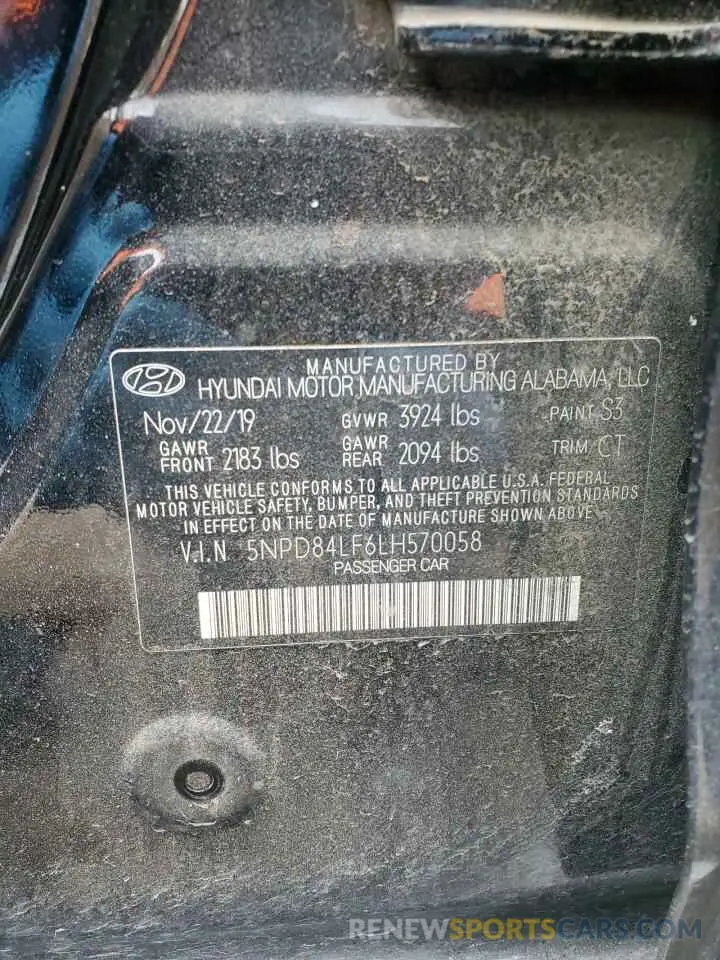 MANUFACTURED BY
HYUNDAI MOTOR MANUFACTURING ALABAMA, LLC
Nov/22/19 GVWR 3924 lbs PAINT S3
GAWR FRONT 2183 lbs GAWR REAR 2094 lbs TRIM CT
THIS VEHICLE CONFORMS TO ALL APPLICABLE U.S.A. FEDERAL
MOTOR VEHICLE SAFETY, BUMPER, AND THEFT PREVENTION STANDARDS
IN EFFECT ON THE DATE OF MANUFACTURE SHOWN ABOVE
V.I.N 5NPD84LF6LH570058
PASSENGER CAR
RENEWSPORTSCARS.COM